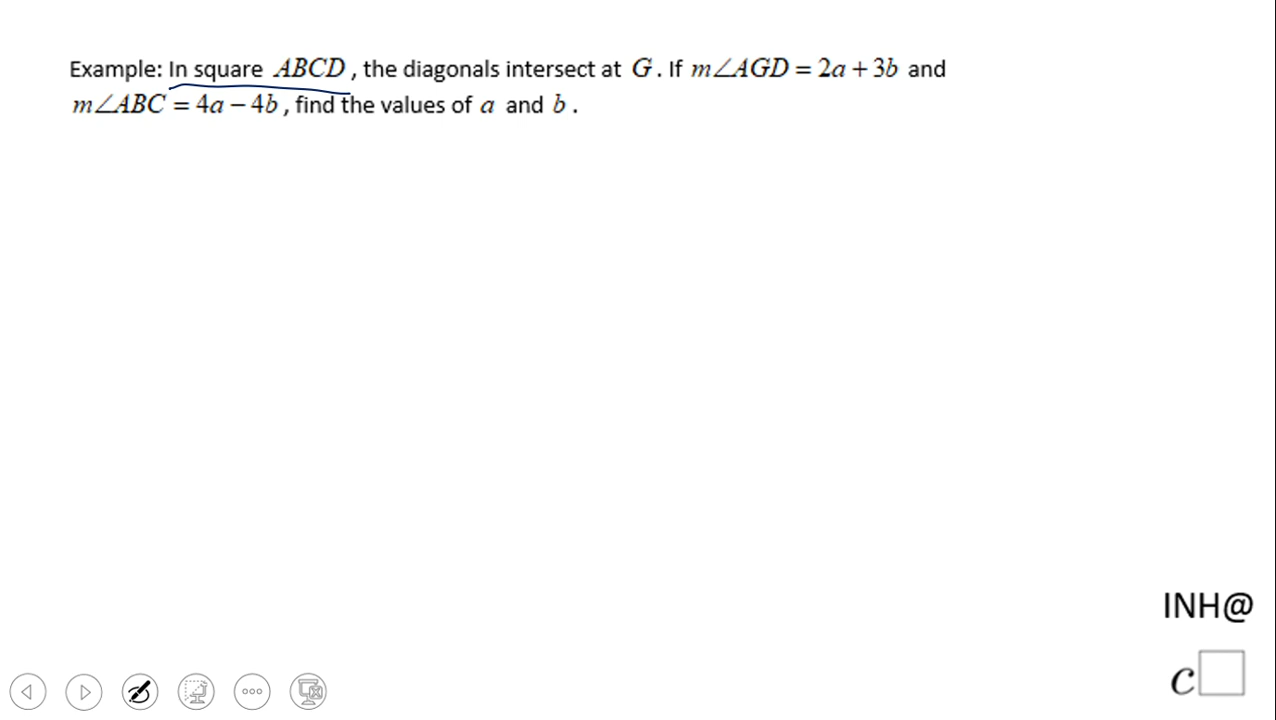 Example: In square ABCD, the diagonals intersect at G. If m∠AGD = 2a + 3b and
m∠ABC = 4a − 4b, find the values of a and b.
INH@
c□